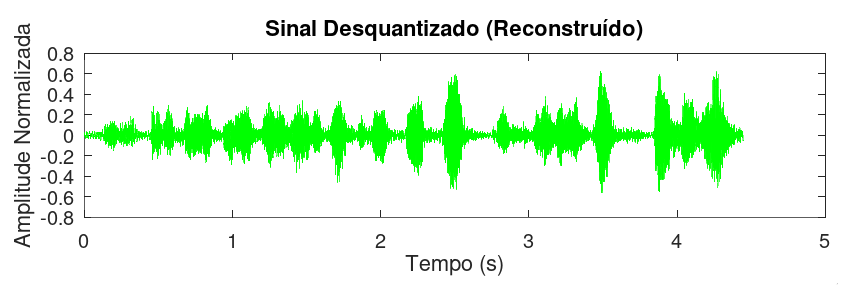 Sinal Desquantizado (Reconstruído)
Amplitude Normalizada
0.8
0.6
0.4
0.2
0
-0.2
-0.4
-0.6
-0.8
0 1 2 3 4 5
Tempo (s)